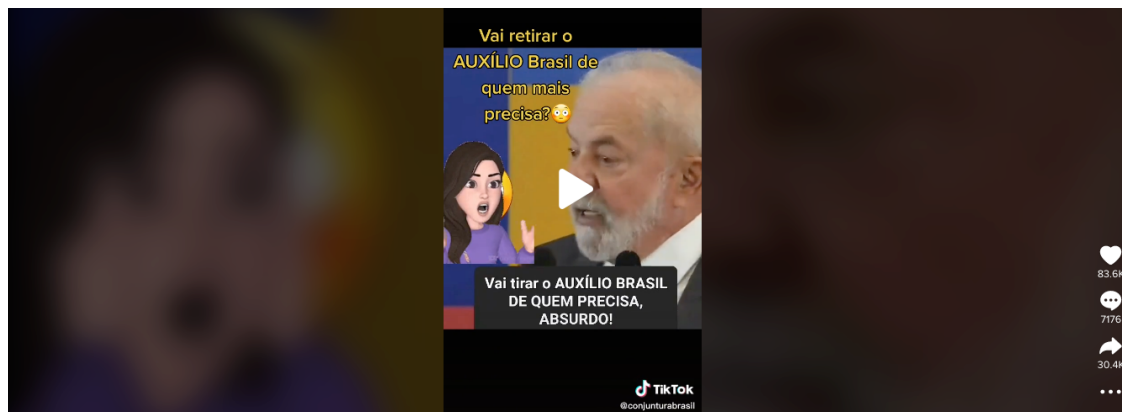 Vai retirar o
AUXÍLIO Brasil de
quem mais
precisa?😳
Vai tirar o AUXÍLIO BRASIL
DE QUEM PRECISA,
ABSURDO!
TikTok
@conjunturabrasil
83.6K
7176
30.4K